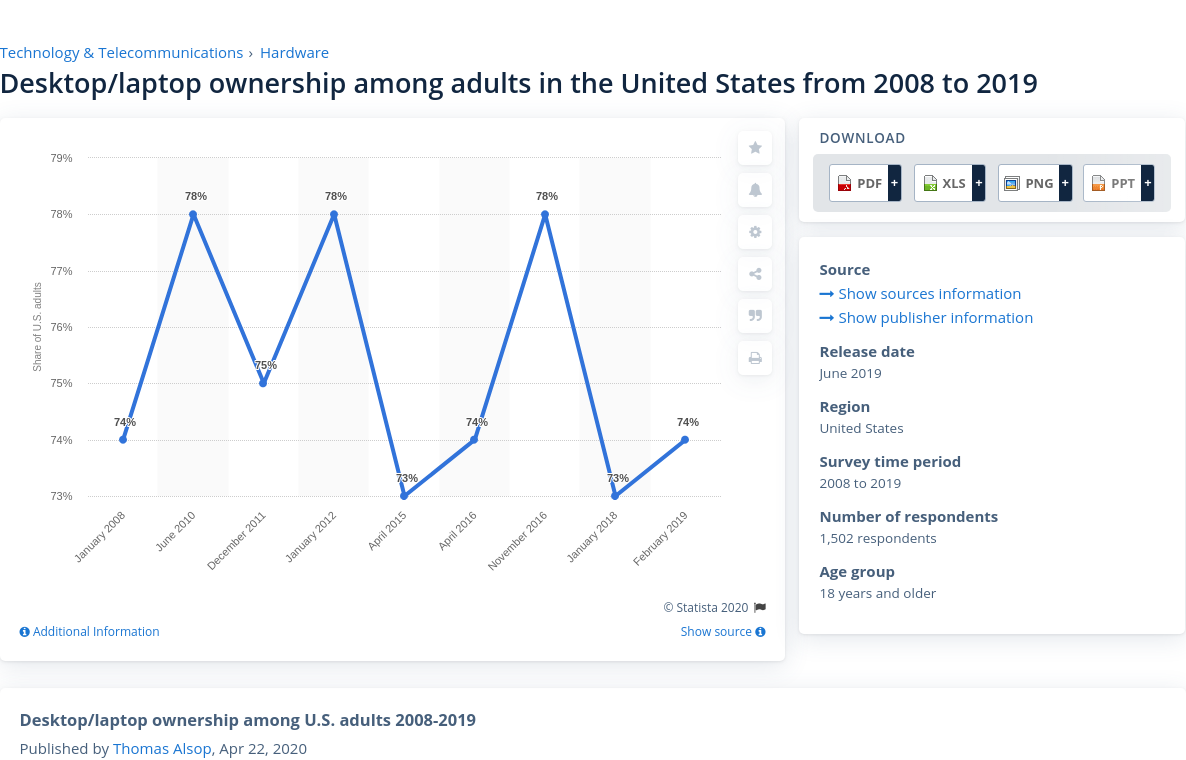 Technology & Telecommunications › Hardware
Desktop/laptop ownership among adults in the United States from 2008 to 2019
79%
78%
77%
76%
75%
74%
73%
Share of U.S. adults
74%
78%
75%
78%
73%
74%
78%
73%
74%
January 2008
June 2010
December 2011
January 2012
April 2015
April 2016
November 2016
January 2018
February 2019
© Statista 2020
Additional Information
Show source
DOWNLOAD
PDF + XLS + PNG + PPT +
Source
Show sources information
Show publisher information
Release date
June 2019
Region
United States
Survey time period
2008 to 2019
Number of respondents
1,502 respondents
Age group
18 years and older
Desktop/laptop ownership among U.S. adults 2008-2019
Published by Thomas Alsop, Apr 22, 2020